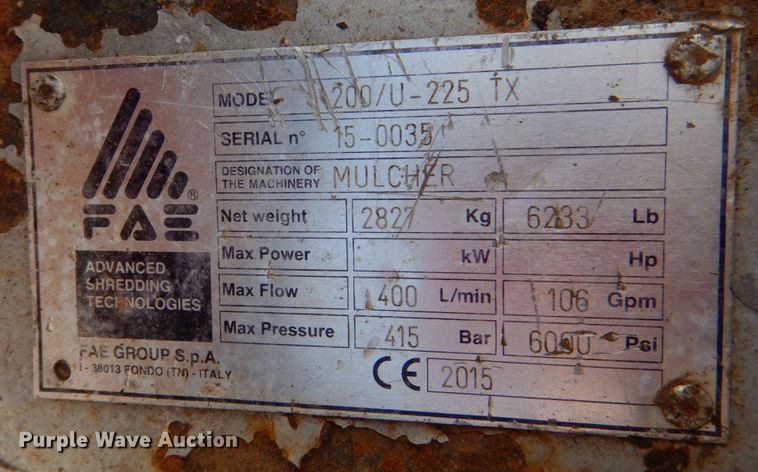 MODEL 200/U-225 TX
SERIAL n° 15-0035
DESIGNATION OF THE MACHINERY MULCHER
Net weight 2827 Kg 6233 Lb
Max Power kW Hp
Max Flow 400 L/min 106 Gpm
Max Pressure 415 Bar 6000 Psi
CE 2015
FAE ®
ADVANCED
SHREDDING
TECHNOLOGIES
FAE GROUP S.p.A.
I - 38013 FONDO (TN) - ITALY
Purple Wave Auction